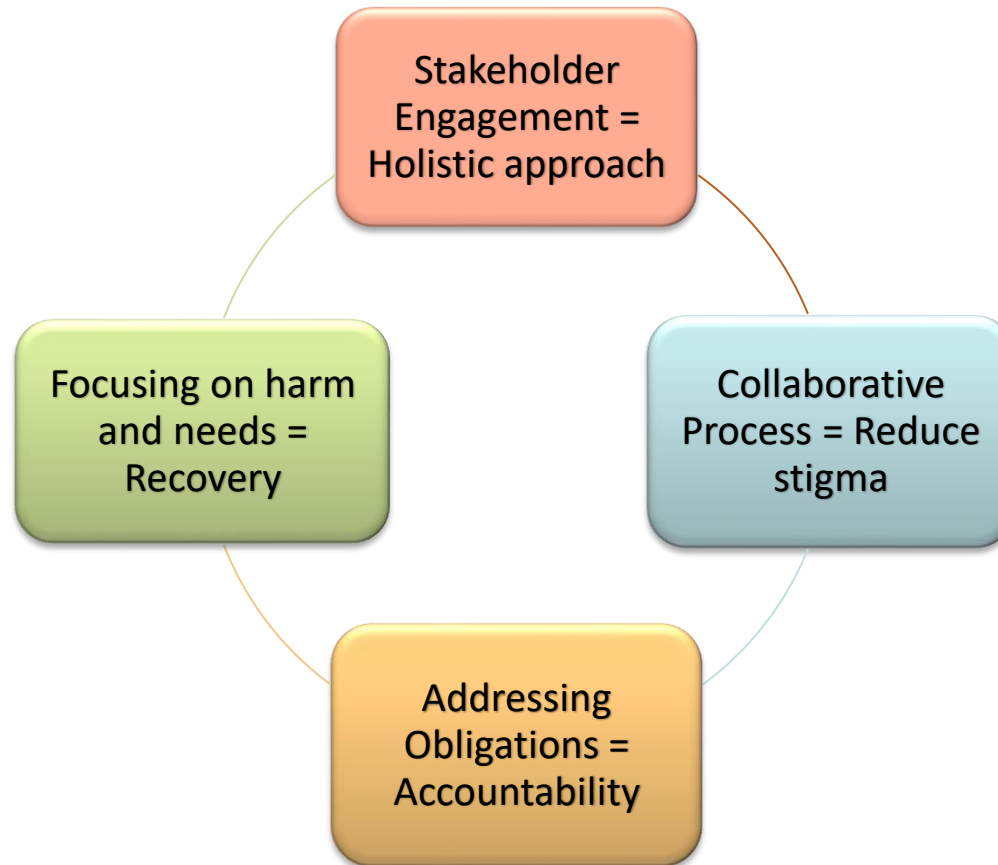 Stakeholder
Engagement =
Holistic approach
Focusing on harm
and needs =
Recovery
Collaborative
Process = Reduce
stigma
Addressing
Obligations =
Accountability